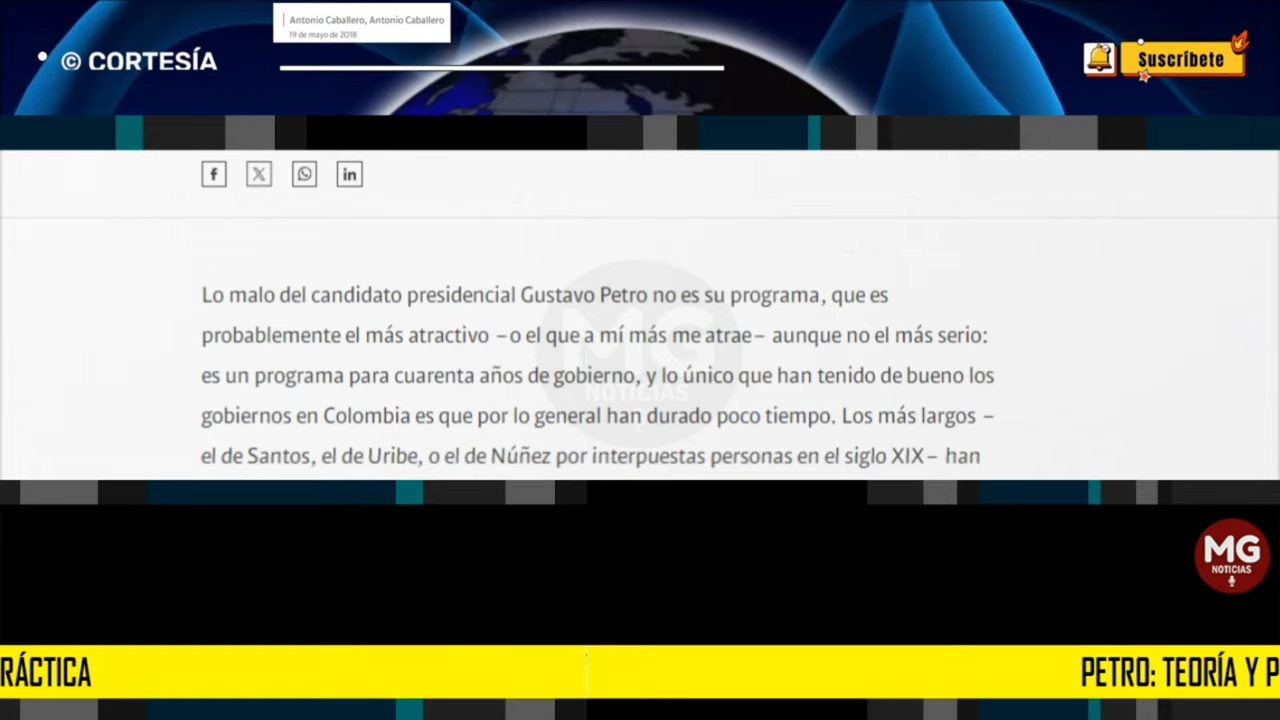 Antonio Caballero, Antonio Caballero
19 de mayo de 2018
© CORTESÍA
Suscríbete
f X in
Lo malo del candidato presidencial Gustavo Petro no es su programa, que es
probablemente el más atractivo –o el que a mí más me atrae– aunque no el más serio:
es un programa para cuarenta años de gobierno, y lo único que han tenido de bueno los
gobiernos en Colombia es que por lo general han durado poco tiempo. Los más largos –
el de Santos, el de Uribe, o el de Núñez por interpuestas personas en el siglo XIX– han
MG
NOTICIAS
MG
NOTICIAS
RÁCTICA
PETRO: TEORÍA Y P